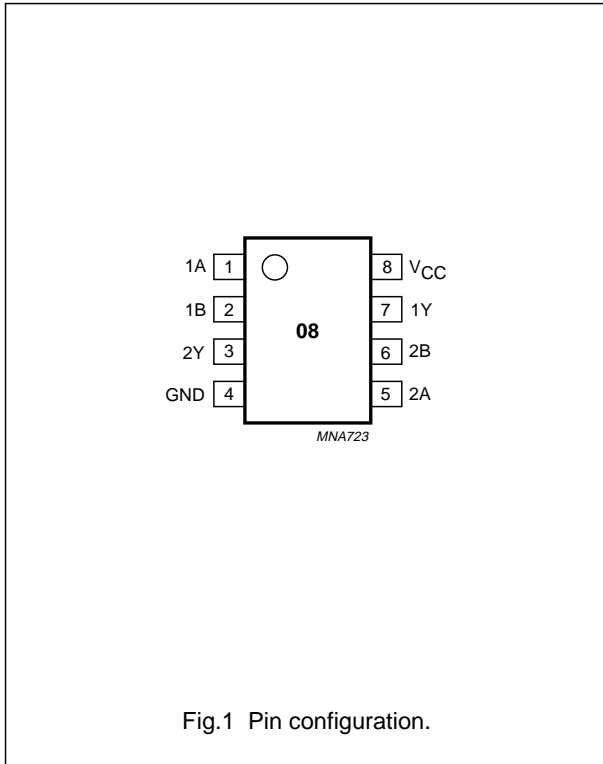 1A 1 8 VCC
1B 2 7 1Y
08
2Y 3 6 2B
GND 4 5 2A
MNA723
Fig.1 Pin configuration.